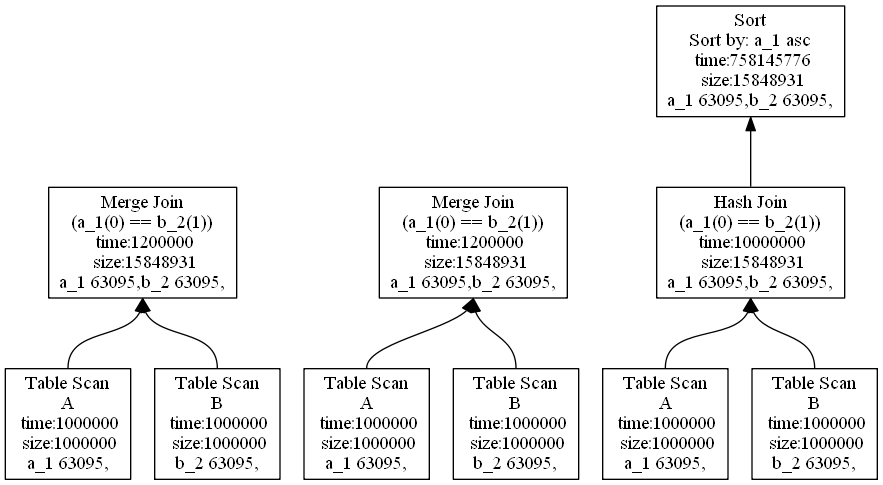 Sort
Sort by: a_1 asc
time:758145776
size:15848931
a_1 63095,b_2 63095,
Merge Join
(a_1(0) == b_2(1))
time:1200000
size:15848931
a_1 63095,b_2 63095,
Merge Join
(a_1(0) == b_2(1))
time:1200000
size:15848931
a_1 63095,b_2 63095,
Hash Join
(a_1(0) == b_2(1))
time:10000000
size:15848931
a_1 63095,b_2 63095,
Table Scan
A
time:1000000
size:1000000
a_1 63095,
Table Scan
B
time:1000000
size:1000000
b_2 63095,
Table Scan
A
time:1000000
size:1000000
a_1 63095,
Table Scan
B
time:1000000
size:1000000
b_2 63095,
Table Scan
A
time:1000000
size:1000000
a_1 63095,
Table Scan
B
time:1000000
size:1000000
b_2 63095,